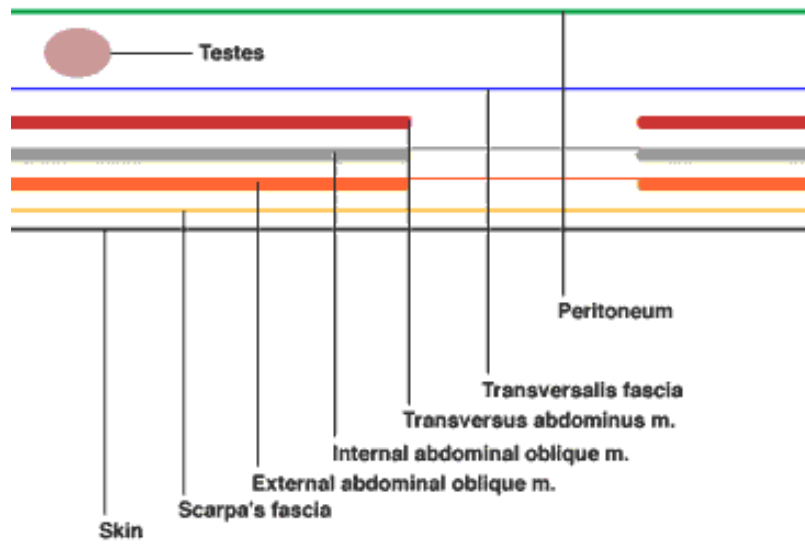 Testes
Peritoneum
Transversalis fascia
Transversus abdominus m.
Internal abdominal oblique m.
External abdominal oblique m.
Scarpa's fascia
Skin